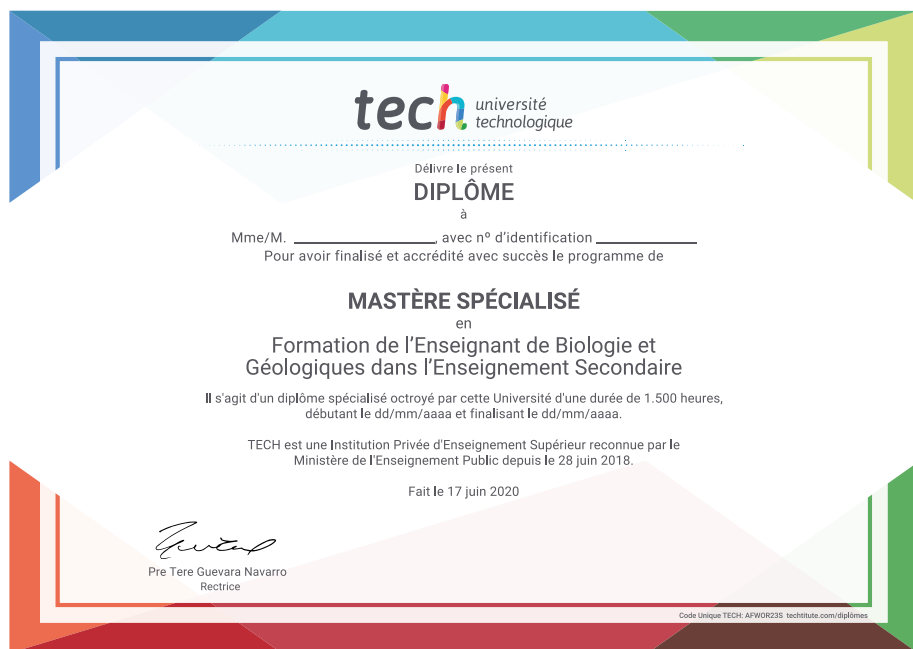 tech université
technologique
Délivre le présent
DIPLÔME
à
Mme/M. ____________, avec nº d'identification ____________
Pour avoir finalisé et accrédité avec succès le programme de
MASTÈRE SPÉCIALISÉ
en
Formation de l'Enseignant de Biologie et
Géologiques dans l'Enseignement Secondaire
Il s'agit d'un diplôme spécialisé octroyé par cette Université d'une durée de 1.500 heures,
débutant le dd/mm/aaaa et finalisant le dd/mm/aaaa.
TECH est une Institution Privée d'Enseignement Supérieur reconnue par le
Ministère de l'Enseignement Public depuis le 28 juin 2018.
Fait le 17 juin 2020
Pre Tere Guevara Navarro
Rectrice
Code Unique TECH: AFWOR23S techtitute.com/diplômes